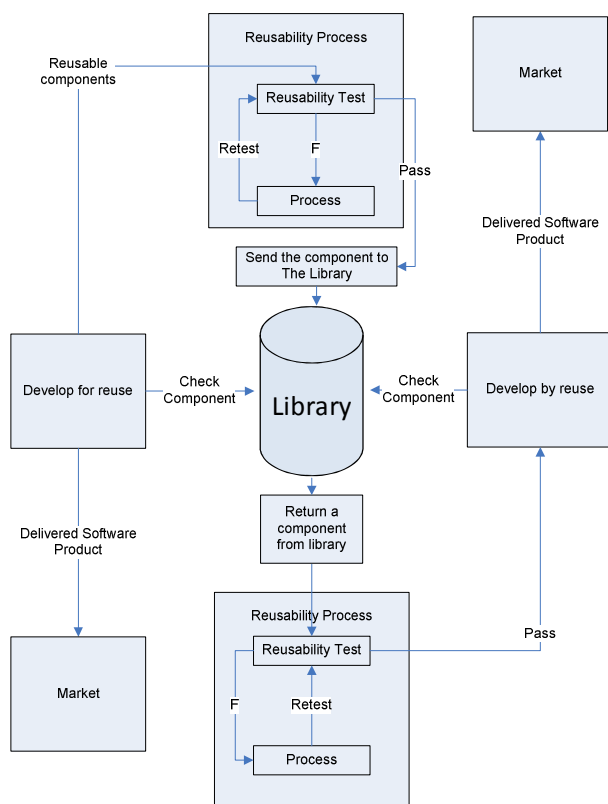 Reusability Process
Reusable
components
Reusability Test
Market
Retest
F
Pass
Process
Delivered Software
Product
Send the component to
The Library
Develop for reuse
Check
Component
Library
Check
Component
Develop by reuse
Return a
component
from library
Delivered Software
Product
Reusability Process
Reusability Test
Pass
Market
F
Retest
Process